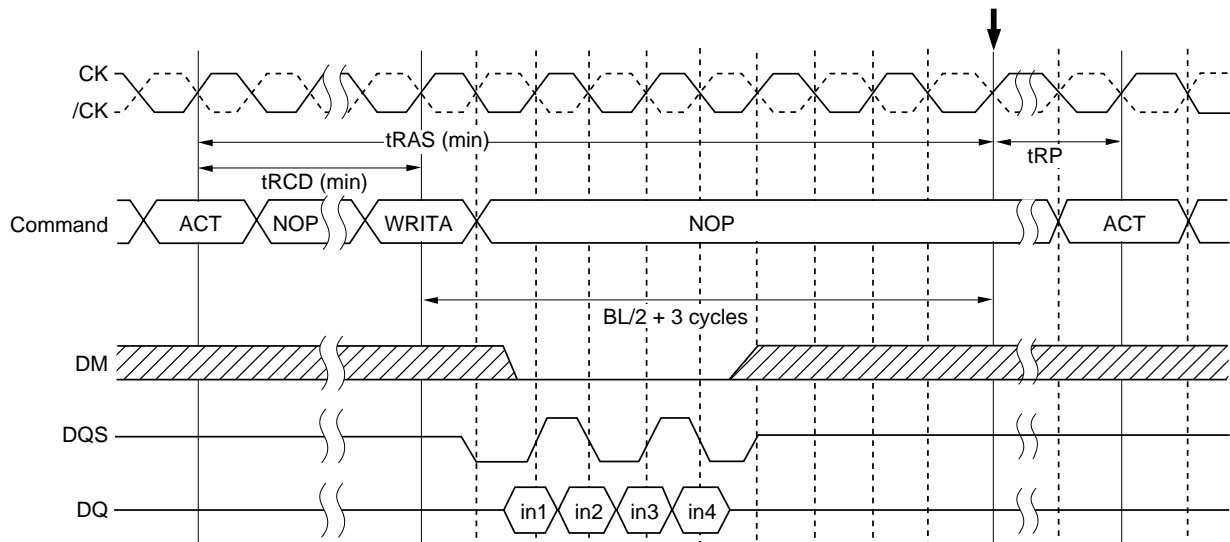 CK
/CK
tRAS (min)
tRP
tRCD (min)
Command
ACT
NOP
WRITA
NOP
ACT
BL/2 + 3 cycles
DM
DQS
DQ
in1
in2
in3
in4